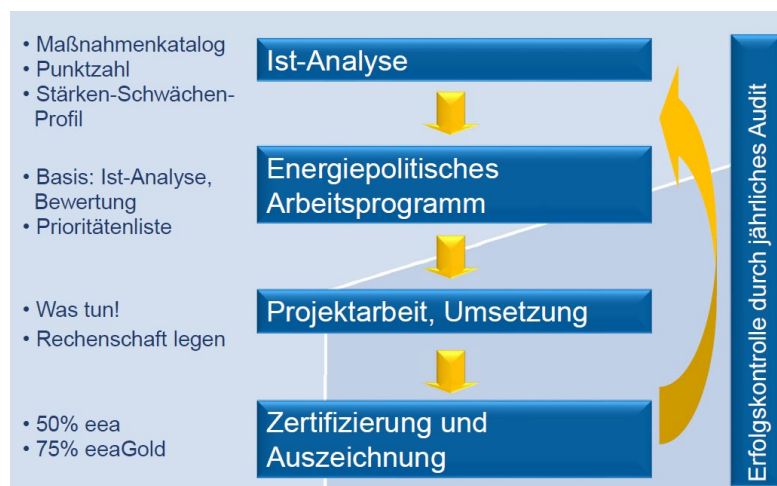 • Maßnahmenkatalog
• Punktzahl
• Stärken-Schwächen-
Profil
Ist-Analyse
• Basis: Ist-Analyse,
Bewertung
• Prioritätenliste
Energiepolitisches
Arbeitsprogramm
• Was tun!
• Rechenschaft legen
Projektarbeit, Umsetzung
• 50% eea
• 75% eeaGold
Zertifizierung und
Auszeichnung
Erfolgskontrolle durch jährliches Audit